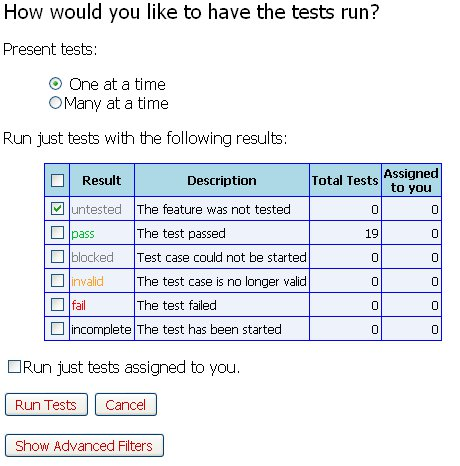 How would you like to have the tests run?
Present tests:
One at a time
Many at a time
Run just tests with the following results:
Result Description Total Tests Assigned to you
untested The feature was not tested 0 0
pass The test passed 19 0
blocked Test case could not be started 0 0
invalid The test case is no longer valid 0 0
fail The test failed 0 0
incomplete The test has been started 0 0
Run just tests assigned to you.
Run Tests Cancel
Show Advanced Filters